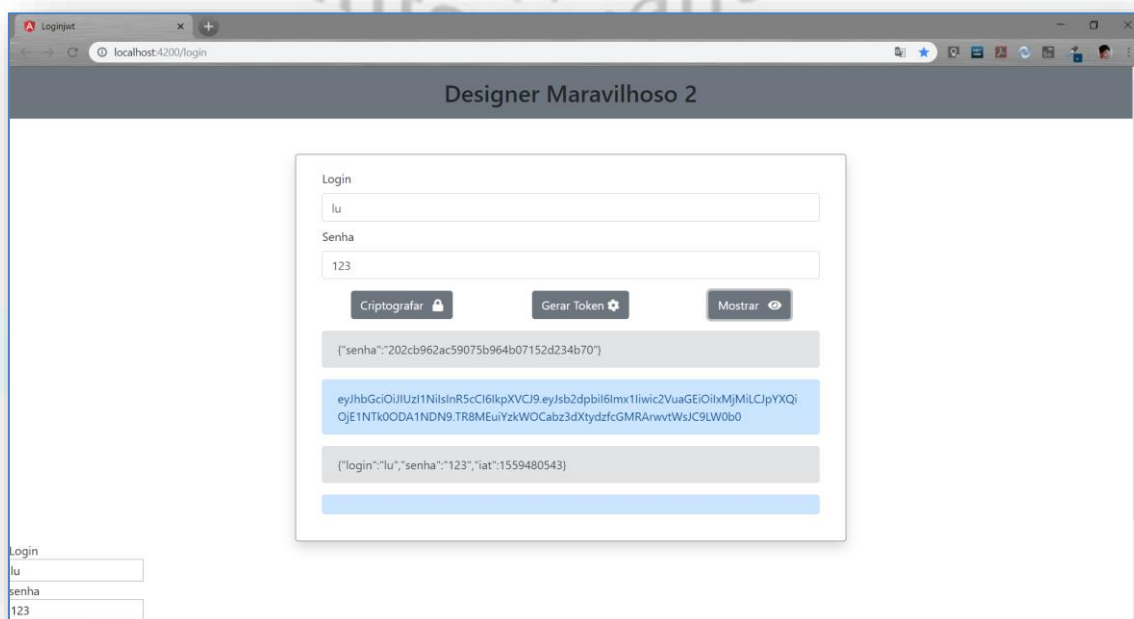 Loginjwt
localhost:4200/login
Designer Maravilhoso 2
Login
lu
Senha
123
Criptografar
Gerar Token
Mostrar
{"senha":"202cb962ac59075b964b07152d234b70"}
eyJhbGciOiJIUzI1NiIsInR5cCI6IkpXVCJ9.eyJsb2dpbiI6Imx1Iiwic2VuaGEiOiIxMjMiLCJpYXQi
OjE1NTk0ODA1NDN9.TR8MEuiYzkWOCabz3dXtydzfcGMRArwvtWsJC9LW0b0
{"login":"lu","senha":"123","iat":1559480543}
Login
lu
senha
123